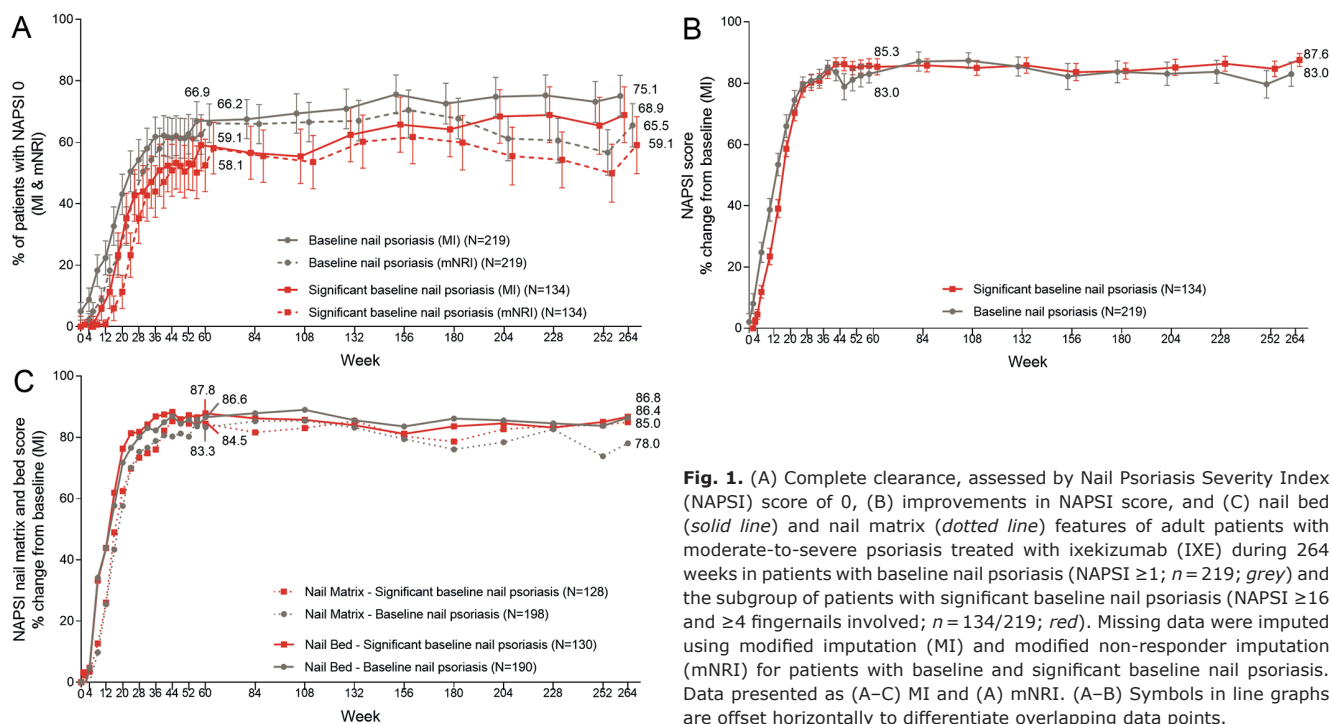 A
% of patients with NAPSI 0
(MI & mNRI)
100
80
60
40
20
0
66.9
66.2
59.1
58.1
75.1
68.9
65.5
59.1
Baseline nail psoriasis (MI) (N=219)
Baseline nail psoriasis (mNRI) (N=219)
Significant baseline nail psoriasis (MI) (N=134)
Significant baseline nail psoriasis (mNRI) (N=134)
0 4 12 20 28 36 44 52 60 84 108 132 156 180 204 228 252 264
Week
B
NAPSI score
% change from baseline (MI)
100
80
60
40
20
0
85.3
83.0
87.6
83.0
Significant baseline nail psoriasis (N=134)
Baseline nail psoriasis (N=219)
0 4 12 20 28 36 44 52 60 84 108 132 156 180 204 228 252 264
Week
C
NAPSI nail matrix and bed score
% change from baseline (MI)
100
80
60
40
20
0
87.8
86.6
84.5
83.3
86.8
86.4
85.0
78.0
Nail Matrix - Significant baseline nail psoriasis (N=128)
Nail Matrix - Baseline nail psoriasis (N=198)
Nail Bed - Significant baseline nail psoriasis (N=130)
Nail Bed - Baseline nail psoriasis (N=190)
0 4 12 20 28 36 44 52 60 84 108 132 156 180 204 228 252 264
Week
Fig. 1. (A) Complete clearance, assessed by Nail Psoriasis Severity Index
(NAPSI) score of 0, (B) improvements in NAPSI score, and (C) nail bed
(solid line) and nail matrix (dotted line) features of adult patients with
moderate-to-severe psoriasis treated with ixekizumab (IXE) during 264
weeks in patients with baseline nail psoriasis (NAPSI ≥1; n = 219; grey) and
the subgroup of patients with significant baseline nail psoriasis (NAPSI ≥16
and ≥4 fingernails involved; n = 134/219; red). Missing data were imputed
using modified imputation (MI) and modified non-responder imputation
(mNRI) for patients with baseline and significant baseline nail psoriasis.
Data presented as (A–C) MI and (A) mNRI. (A–B) Symbols in line graphs
are offset horizontally to differentiate overlapping data points.